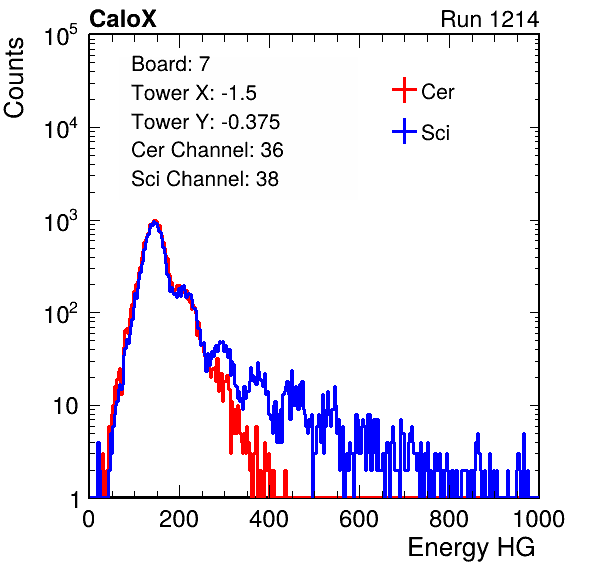 CaloX Run 1214
Counts
10^5
10^4
10^3
10^2
10
1
Board: 7
Tower X: -1.5
Tower Y: -0.375
Cer Channel: 36
Sci Channel: 38
Cer
Sci
0 200 400 600 800 1000
Energy HG